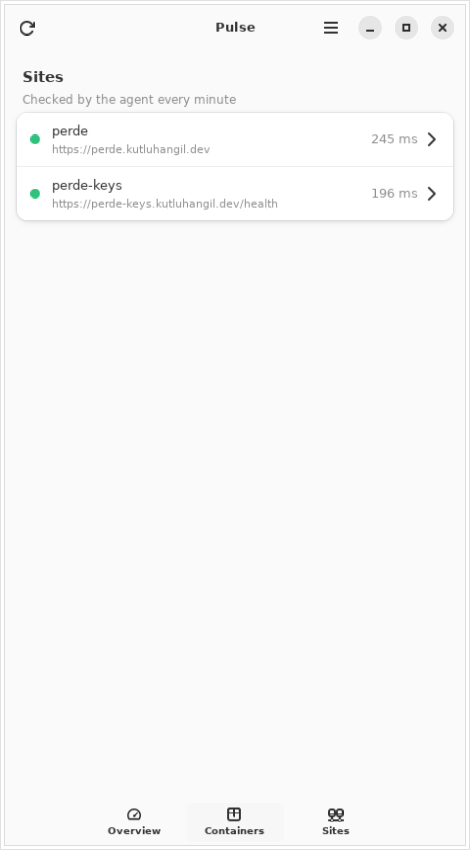 Pulse
Sites
Checked by the agent every minute
perde
https://perde.kutluhangil.dev
245 ms
perde-keys
https://perde-keys.kutluhangil.dev/health
196 ms
Overview
Containers
Sites